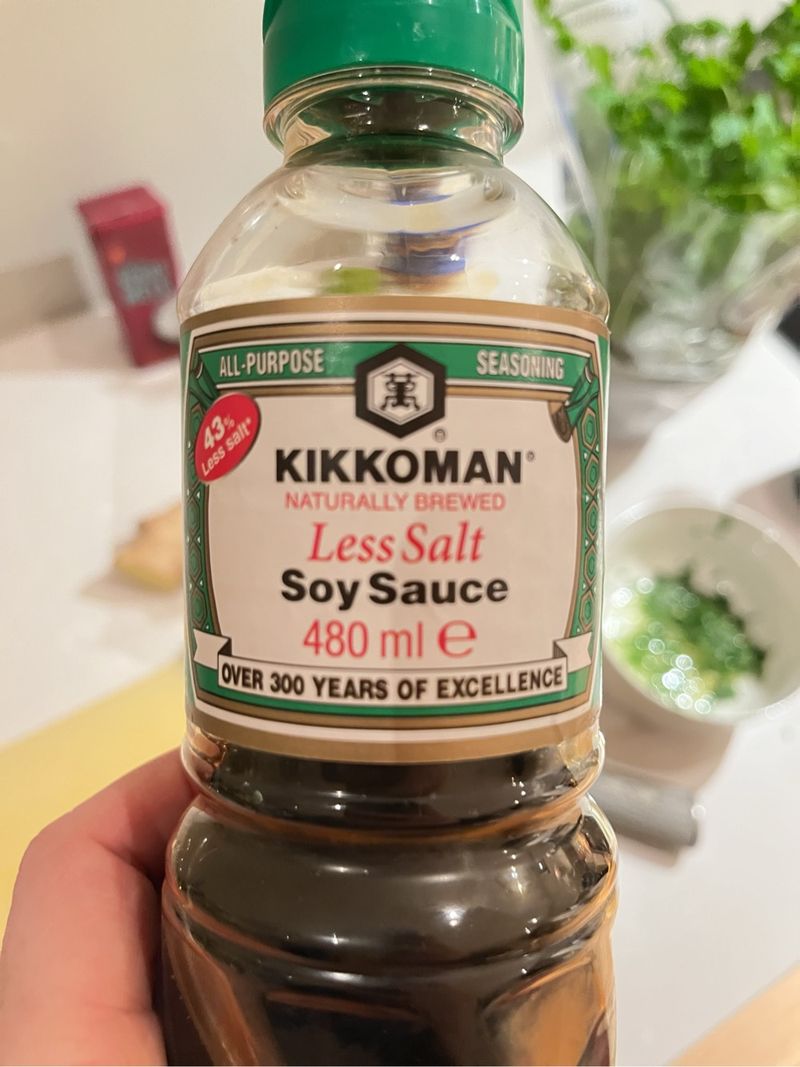 ALL-PURPOSE SEASONING
萬
®
43%
Less salt*
KIKKOMAN®
NATURALLY BREWED
Less Salt
Soy Sauce
480 ml ℮
OVER 300 YEARS OF EXCELLENCE